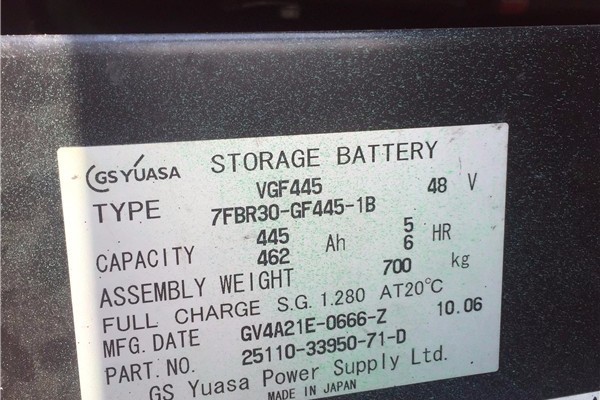 GS YUASA STORAGE BATTERY
VGF445 48 V
TYPE 7FBR30-GF445-1B
445 5
CAPACITY 462 Ah 6 HR
ASSEMBLY WEIGHT 700 kg
FULL CHARGE S.G. 1.280 AT20℃
MFG. DATE GV4A21E-0666-Z 10.06
PART. NO. 25110-33950-71-D
GS Yuasa Power Supply Ltd.
MADE IN JAPAN